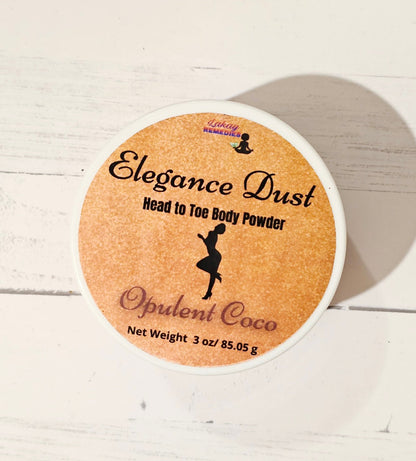 Lakay
REMEDIES
Elegance Dust
Head to Toe Body Powder
Opulent Coco
Net Weight 3 oz/ 85.05 g